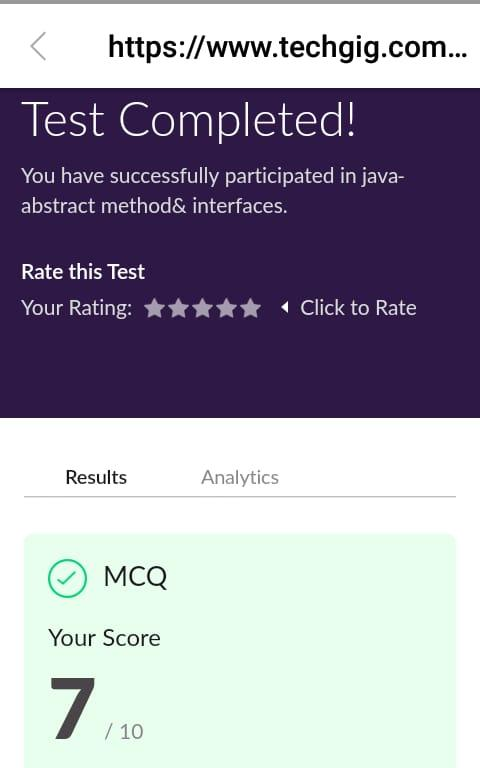 https://www.techgig.com...
Test Completed!
You have successfully participated in java-
abstract method& interfaces.
Rate this Test
Your Rating: Click to Rate
Results Analytics
MCQ
Your Score
7 / 10